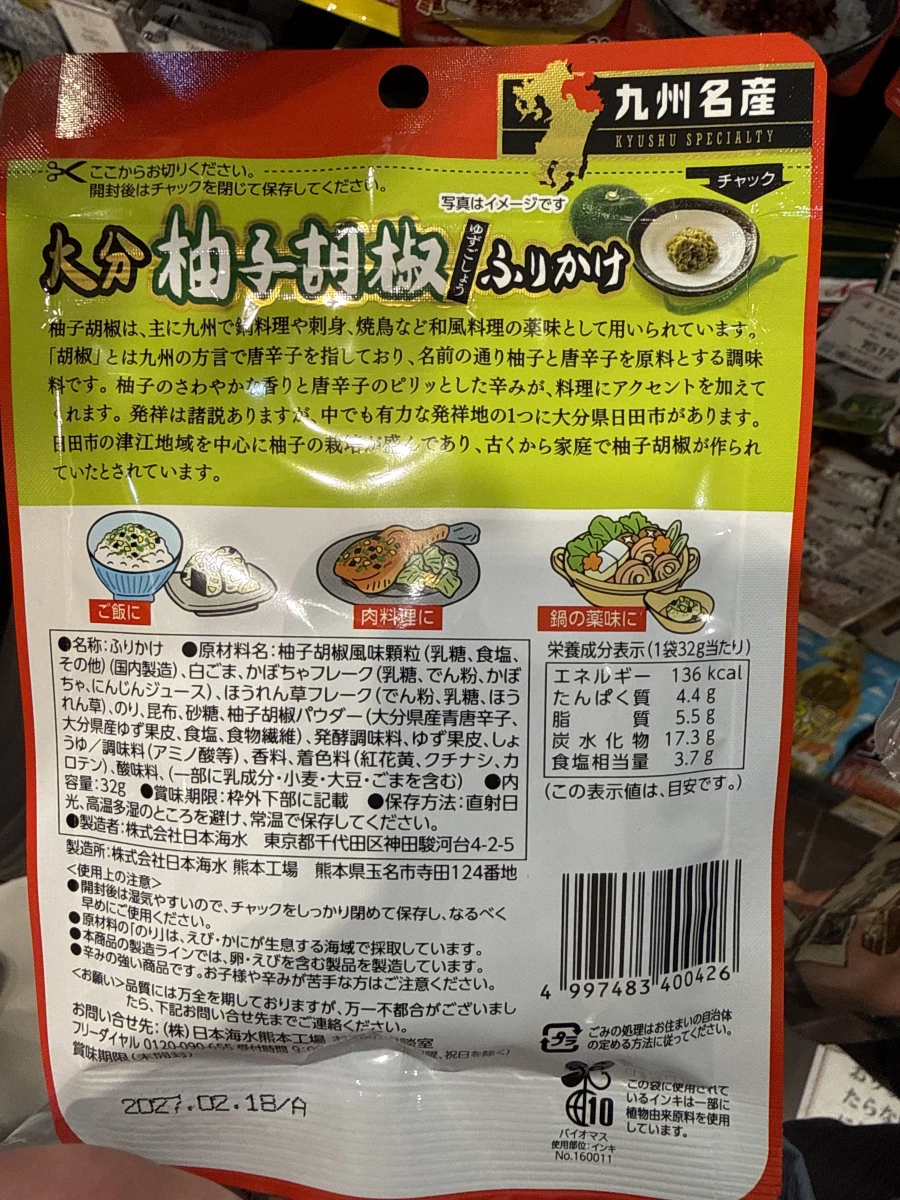 九州名産
KYUSHU SPECIALTY
ここからお切りください。
開封後はチャックを閉じて保存してください。
チャック
写真はイメージです
大分 柚子胡椒 ゆずごしょう ふりかけ
柚子胡椒は、主に九州で鍋料理や刺身、焼鳥など和風料理の薬味として用いられています。
「胡椒」とは九州の方言で唐辛子を指しており、名前の通り柚子と唐辛子を原料とする調味
料です。柚子のさわやかな香りと唐辛子のピリッとした辛みが、料理にアクセントを加えて
くれます。発祥は諸説ありますが、中でも有力な発祥地の1つに大分県日田市があります。
日田市の津江地域を中心に柚子の栽培が盛んであり、古くから家庭で柚子胡椒が作られ
ていたとされています。
ご飯に
肉料理に
鍋の薬味に
●名称:ふりかけ ●原材料名:柚子胡椒風味顆粒(乳糖、食塩、
その他)(国内製造)、白ごま、かぼちゃフレーク(乳糖、でん粉、かぼ
ちゃ、にんじんジュース)、ほうれん草フレーク(でん粉、乳糖、ほう
れん草)、のり、昆布、砂糖、柚子胡椒パウダー(大分県産青唐辛子、
大分県産ゆず果皮、食塩、食物繊維)、発酵調味料、ゆず果皮、しょ
うゆ/調味料(アミノ酸等)、香料、着色料(紅花黄、クチナシ、カ
ロテン)、酸味料、(一部に乳成分・小麦・大豆・ごまを含む) ●内
容量:32g ●賞味期限:枠外下部に記載 ●保存方法:直射日
光、高温多湿のところを避け、常温で保存してください。
●製造者:株式会社日本海水 東京都千代田区神田駿河台4-2-5
製造所:株式会社日本海水 熊本工場 熊本県玉名市寺田124番地
栄養成分表示(1袋32g当たり)
エネルギー 136 kcal
たんぱく質 4.4 g
脂質 5.5 g
炭水化物 17.3 g
食塩相当量 3.7 g
(この表示値は、目安です。)
<使用上の注意>
●開封後は湿気やすいので、チャックをしっかり閉めて保存し、なるべく
早めにご使用ください。
●原材料の「のり」は、えび・かにが生息する海域で採取しています。
●本商品の製造ラインでは、卵・えびを含む製品を製造しています。
●辛みの強い商品です。お子様や辛みが苦手な方はご注意ください。
<お願い>品質には万全を期しておりますが、万一不都合がございまし
たら、下記お問い合せ先までご連絡ください。
お問い合せ先:(株)日本海水熊本工場 談室
フリーダイヤル 0120-090-655 受付時間 9: 祝日を除く)
賞味期限(未開封)
2027.02.18/A
4 997483 400426
プラ
ごみの処理はお住まいの自治体
の定める方法に従ってください。
10
バイオマス
使用部位:インキ
No.160011
この袋に使用されて
いるインキは一部に
植物由来原料を使用
しています。